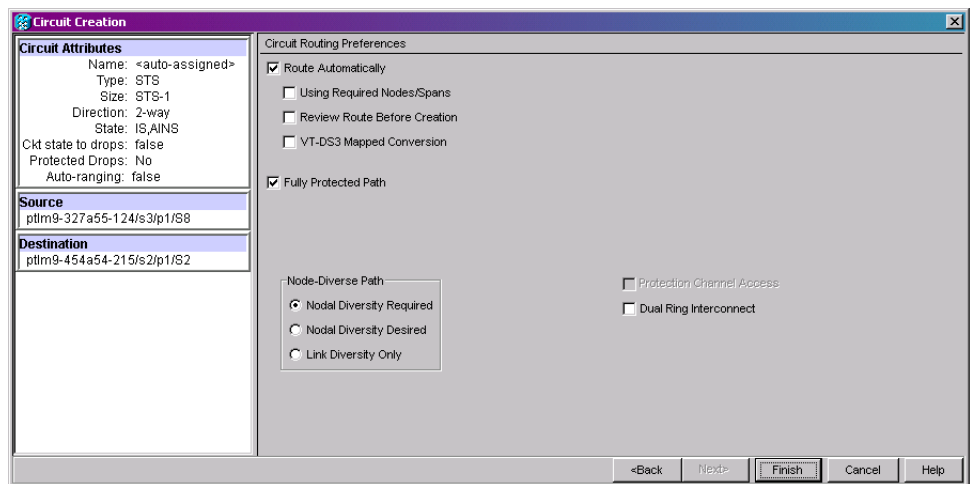 Circuit Creation
Circuit Attributes
Name: <auto-assigned>
Type: STS
Size: STS-1
Direction: 2-way
State: IS,AINS
Ckt state to drops: false
Protected Drops: No
Auto-ranging: false
Source
ptlm9-327a55-124/s3/p1/S8
Destination
ptlm9-454a54-215/s2/p1/S2
Circuit Routing Preferences
Route Automatically
Using Required Nodes/Spans
Review Route Before Creation
VT-DS3 Mapped Conversion
Fully Protected Path
Node-Diverse Path
Nodal Diversity Required
Nodal Diversity Desired
Link Diversity Only
Protection Channel Access
Dual Ring Interconnect
<Back
Next>
Finish
Cancel
Help